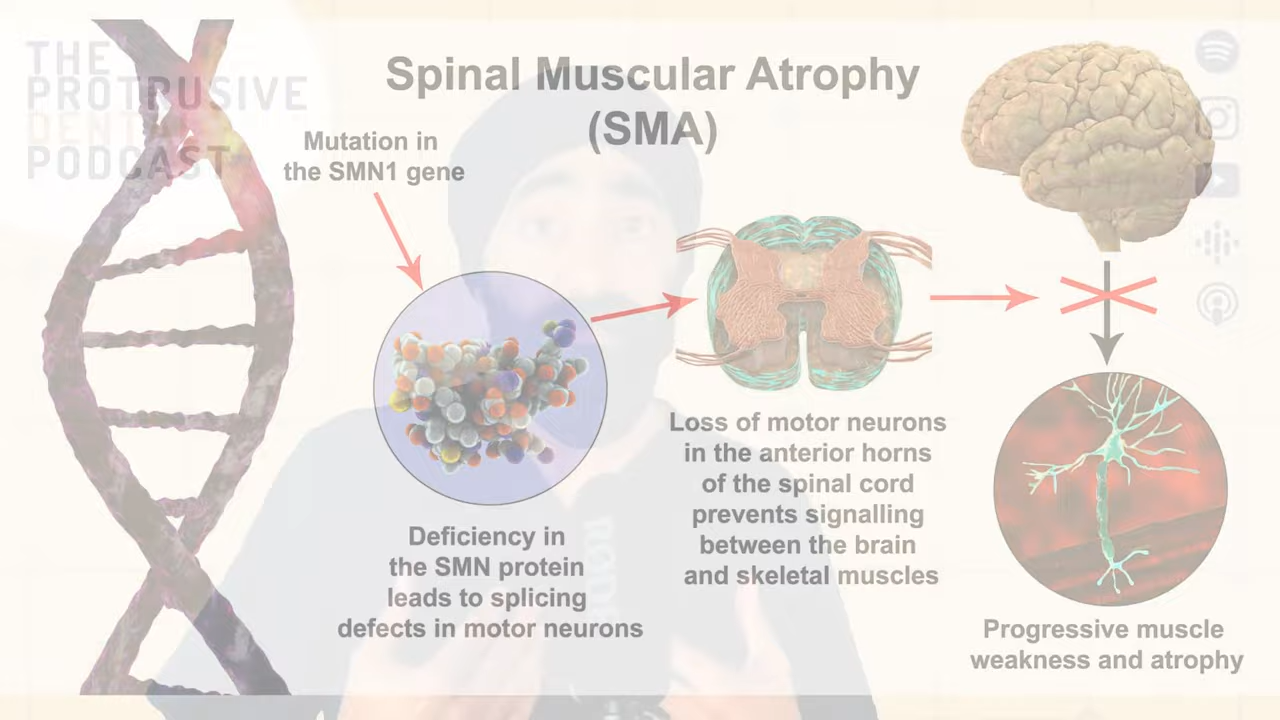 THE
PROTRUSIVE
DENTAL
PODCAST
Spinal Muscular Atrophy
(SMA)
Mutation in
the SMN1 gene
Deficiency in
the SMN protein
leads to splicing
defects in motor neurons
Loss of motor neurons
in the anterior horns
of the spinal cord
prevents signalling
between the brain
and skeletal muscles
Progressive muscle
weakness and atrophy